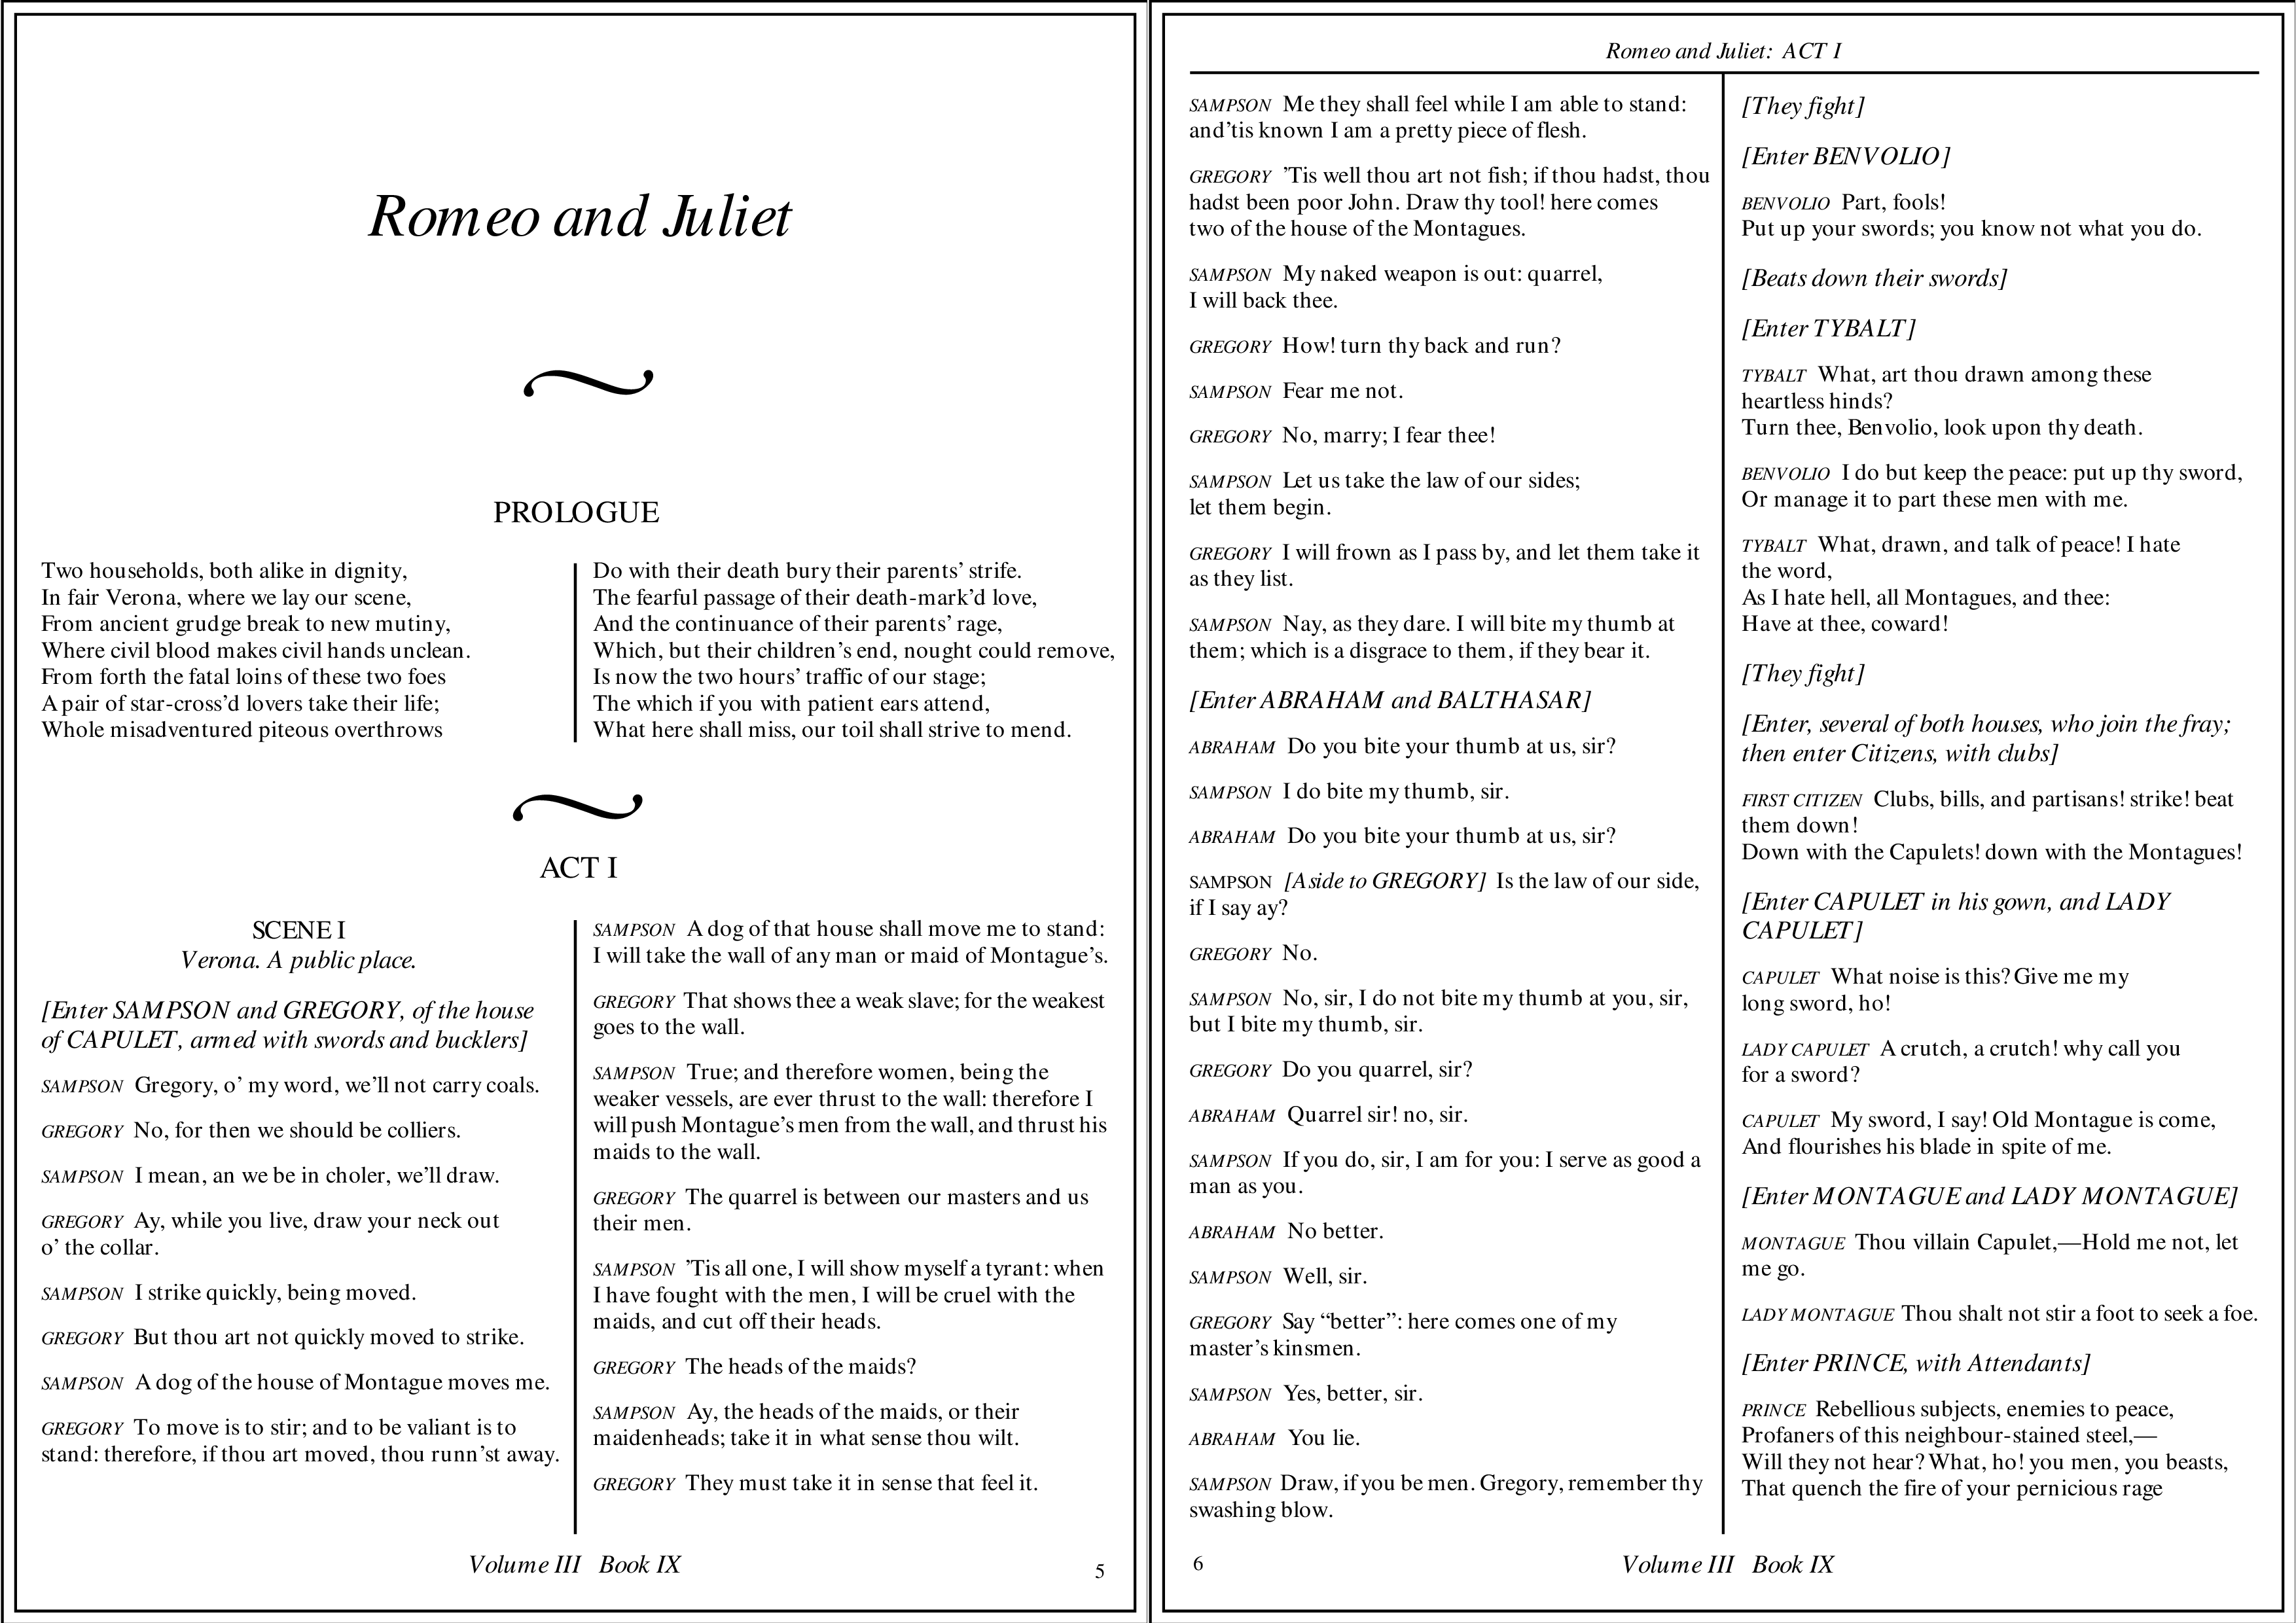 Romeo and Juliet
PROLOGUE
Two households, both alike in dignity,
In fair Verona, where we lay our scene,
From ancient grudge break to new mutiny,
Where civil blood makes civil hands unclean.
From forth the fatal loins of these two foes
A pair of star-cross’d lovers take their life;
Whole misadventured piteous overthrows
Do with their death bury their parents’ strife.
The fearful passage of their death-mark’d love,
And the continuance of their parents’ rage,
Which, but their children’s end, nought could remove,
Is now the two hours’ traffic of our stage;
The which if you with patient ears attend,
What here shall miss, our toil shall strive to mend.
ACT I
SCENE I
Verona. A public place.
[Enter SAMPSON and GREGORY, of the house
of CAPULET, armed with swords and bucklers]
SAMPSON Gregory, o’ my word, we’ll not carry coals.
GREGORY No, for then we should be colliers.
SAMPSON I mean, an we be in choler, we’ll draw.
GREGORY Ay, while you live, draw your neck out
o’ the collar.
SAMPSON I strike quickly, being moved.
GREGORY But thou art not quickly moved to strike.
SAMPSON A dog of the house of Montague moves me.
GREGORY To move is to stir; and to be valiant is to
stand: therefore, if thou art moved, thou runn’st away.
SAMPSON A dog of that house shall move me to stand:
I will take the wall of any man or maid of Montague’s.
GREGORY That shows thee a weak slave; for the weakest
goes to the wall.
SAMPSON True; and therefore women, being the
weaker vessels, are ever thrust to the wall: therefore I
will push Montague’s men from the wall, and thrust his
maids to the wall.
GREGORY The quarrel is between our masters and us
their men.
SAMPSON ’Tis all one, I will show myself a tyrant: when
I have fought with the men, I will be cruel with the
maids, and cut off their heads.
GREGORY The heads of the maids?
SAMPSON Ay, the heads of the maids, or their
maidenheads; take it in what sense thou wilt.
GREGORY They must take it in sense that feel it.
Volume III Book IX
5
Romeo and Juliet: ACT I
SAMPSON Me they shall feel while I am able to stand:
and’tis known I am a pretty piece of flesh.
GREGORY ’Tis well thou art not fish; if thou hadst, thou
hadst been poor John. Draw thy tool! here comes
two of the house of the Montagues.
SAMPSON My naked weapon is out: quarrel,
I will back thee.
GREGORY How! turn thy back and run?
SAMPSON Fear me not.
GREGORY No, marry; I fear thee!
SAMPSON Let us take the law of our sides;
let them begin.
GREGORY I will frown as I pass by, and let them take it
as they list.
SAMPSON Nay, as they dare. I will bite my thumb at
them; which is a disgrace to them, if they bear it.
[Enter ABRAHAM and BALTHASAR]
ABRAHAM Do you bite your thumb at us, sir?
SAMPSON I do bite my thumb, sir.
ABRAHAM Do you bite your thumb at us, sir?
SAMPSON [Aside to GREGORY] Is the law of our side,
if I say ay?
GREGORY No.
SAMPSON No, sir, I do not bite my thumb at you, sir,
but I bite my thumb, sir.
GREGORY Do you quarrel, sir?
ABRAHAM Quarrel sir! no, sir.
SAMPSON If you do, sir, I am for you: I serve as good a
man as you.
ABRAHAM No better.
SAMPSON Well, sir.
GREGORY Say “better”: here comes one of my
master’s kinsmen.
SAMPSON Yes, better, sir.
ABRAHAM You lie.
SAMPSON Draw, if you be men. Gregory, remember thy
swashing blow.
[They fight]
[Enter BENVOLIO]
BENVOLIO Part, fools!
Put up your swords; you know not what you do.
[Beats down their swords]
[Enter TYBALT]
TYBALT What, art thou drawn among these
heartless hinds?
Turn thee, Benvolio, look upon thy death.
BENVOLIO I do but keep the peace: put up thy sword,
Or manage it to part these men with me.
TYBALT What, drawn, and talk of peace! I hate
the word,
As I hate hell, all Montagues, and thee:
Have at thee, coward!
[They fight]
[Enter, several of both houses, who join the fray;
then enter Citizens, with clubs]
FIRST CITIZEN Clubs, bills, and partisans! strike! beat
them down!
Down with the Capulets! down with the Montagues!
[Enter CAPULET in his gown, and LADY
CAPULET]
CAPULET What noise is this? Give me my
long sword, ho!
LADY CAPULET A crutch, a crutch! why call you
for a sword?
CAPULET My sword, I say! Old Montague is come,
And flourishes his blade in spite of me.
[Enter MONTAGUE and LADY MONTAGUE]
MONTAGUE Thou villain Capulet,—Hold me not, let
me go.
LADY MONTAGUE Thou shalt not stir a foot to seek a foe.
[Enter PRINCE, with Attendants]
PRINCE Rebellious subjects, enemies to peace,
Profaners of this neighbour-stained steel,—
Will they not hear? What, ho! you men, you beasts,
That quench the fire of your pernicious rage
6
Volume III Book IX